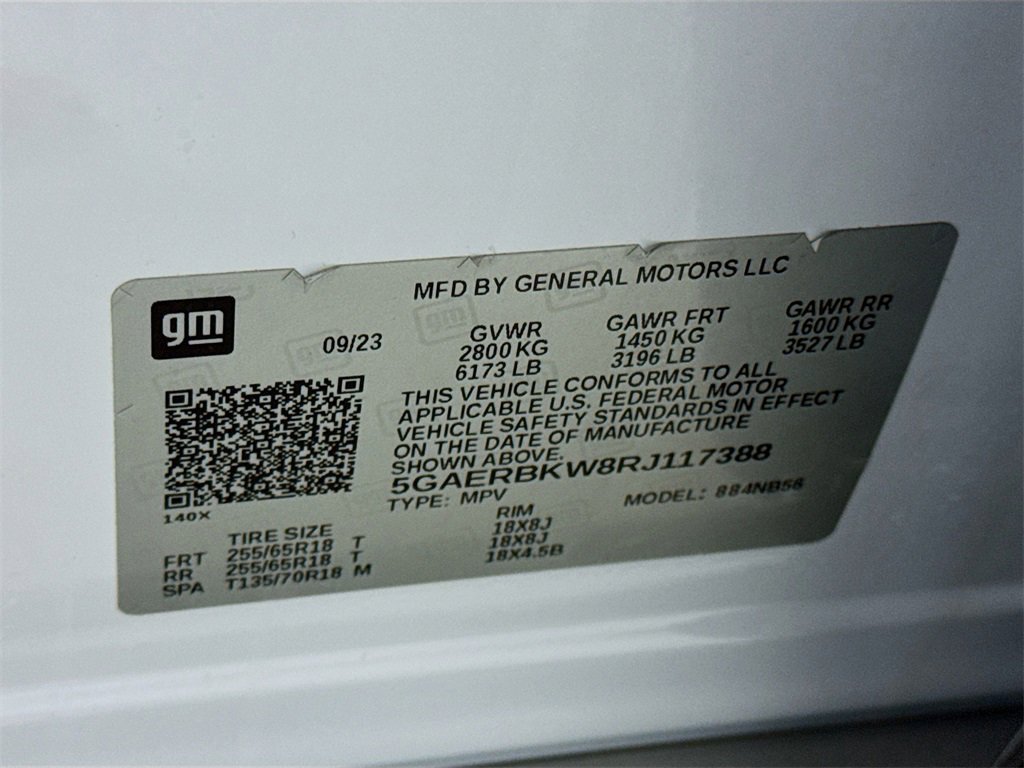 MFD BY GENERAL MOTORS LLC
gm
09/23
GVWR GAWR FRT GAWR RR
2800 KG 1450 KG 1600 KG
6173 LB 3196 LB 3527 LB
THIS VEHICLE CONFORMS TO ALL
APPLICABLE U.S. FEDERAL MOTOR
VEHICLE SAFETY STANDARDS IN EFFECT
ON THE DATE OF MANUFACTURE
SHOWN ABOVE.
5GAERBKW8RJ117388
TYPE: MPV MODEL: 884NB56
140X
TIRE SIZE RIM
FRT 255/65R18 T 18X8J
RR 255/65R18 T 18X8J
SPA T135/70R18 M 18X4.5B